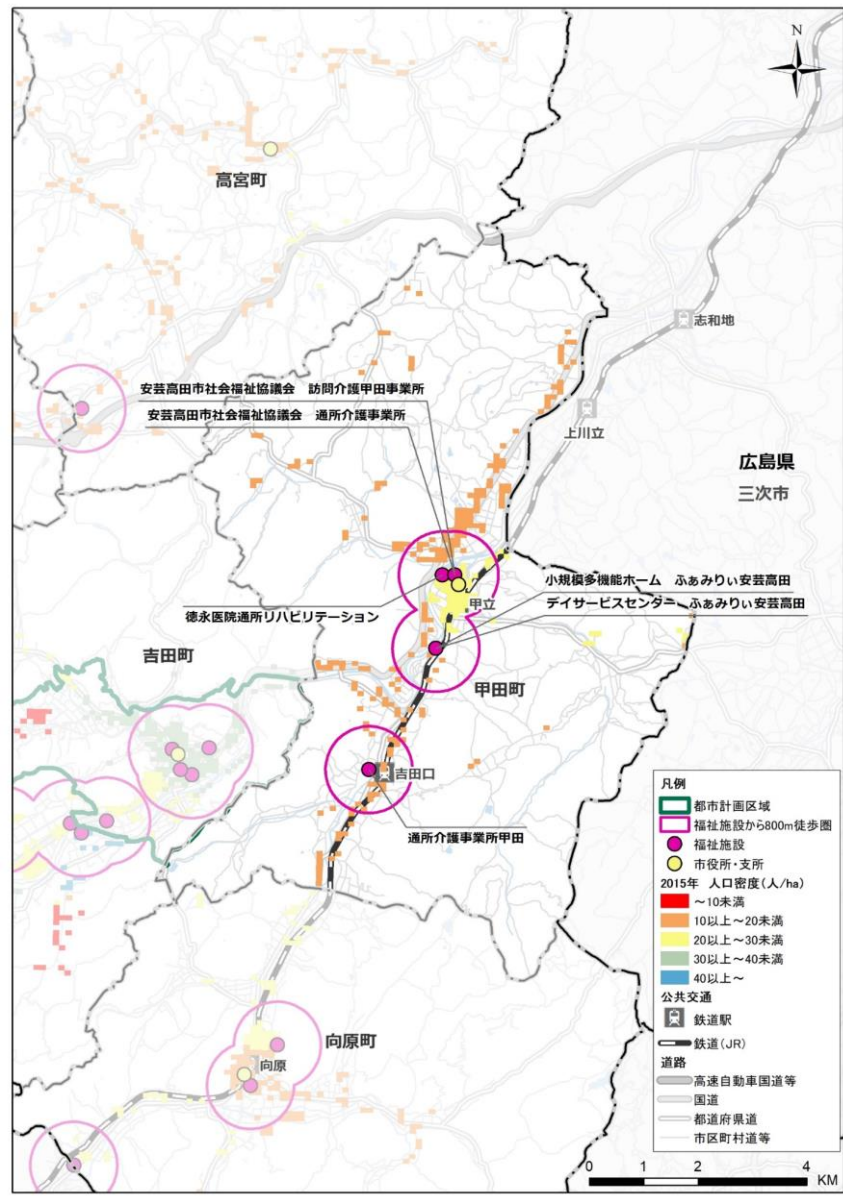 N
高宮町
志和地
安芸高田市社会福祉協議会 訪問介護甲田事業所
安芸高田市社会福祉協議会 通所介護事業所
上川立
広島県
三次市
小規模多機能ホーム ふぁみりぃ安芸高田
デイサービスセンター ふぁみりぃ安芸高田
甲立
徳永医院通所リハビリテーション
吉田町
甲田町
吉田口
通所介護事業所甲田
向原町
向原
凡例
都市計画区域
福祉施設から800m徒歩圏
福祉施設
市役所・支所
2015年 人口密度(人/ha)
～10未満
10以上～20未満
20以上～30未満
30以上～40未満
40以上～
公共交通
鉄道駅
鉄道(JR)
道路
高速自動車国道等
国道
都道府県道
市区町村道等
0 1 2 4
KM